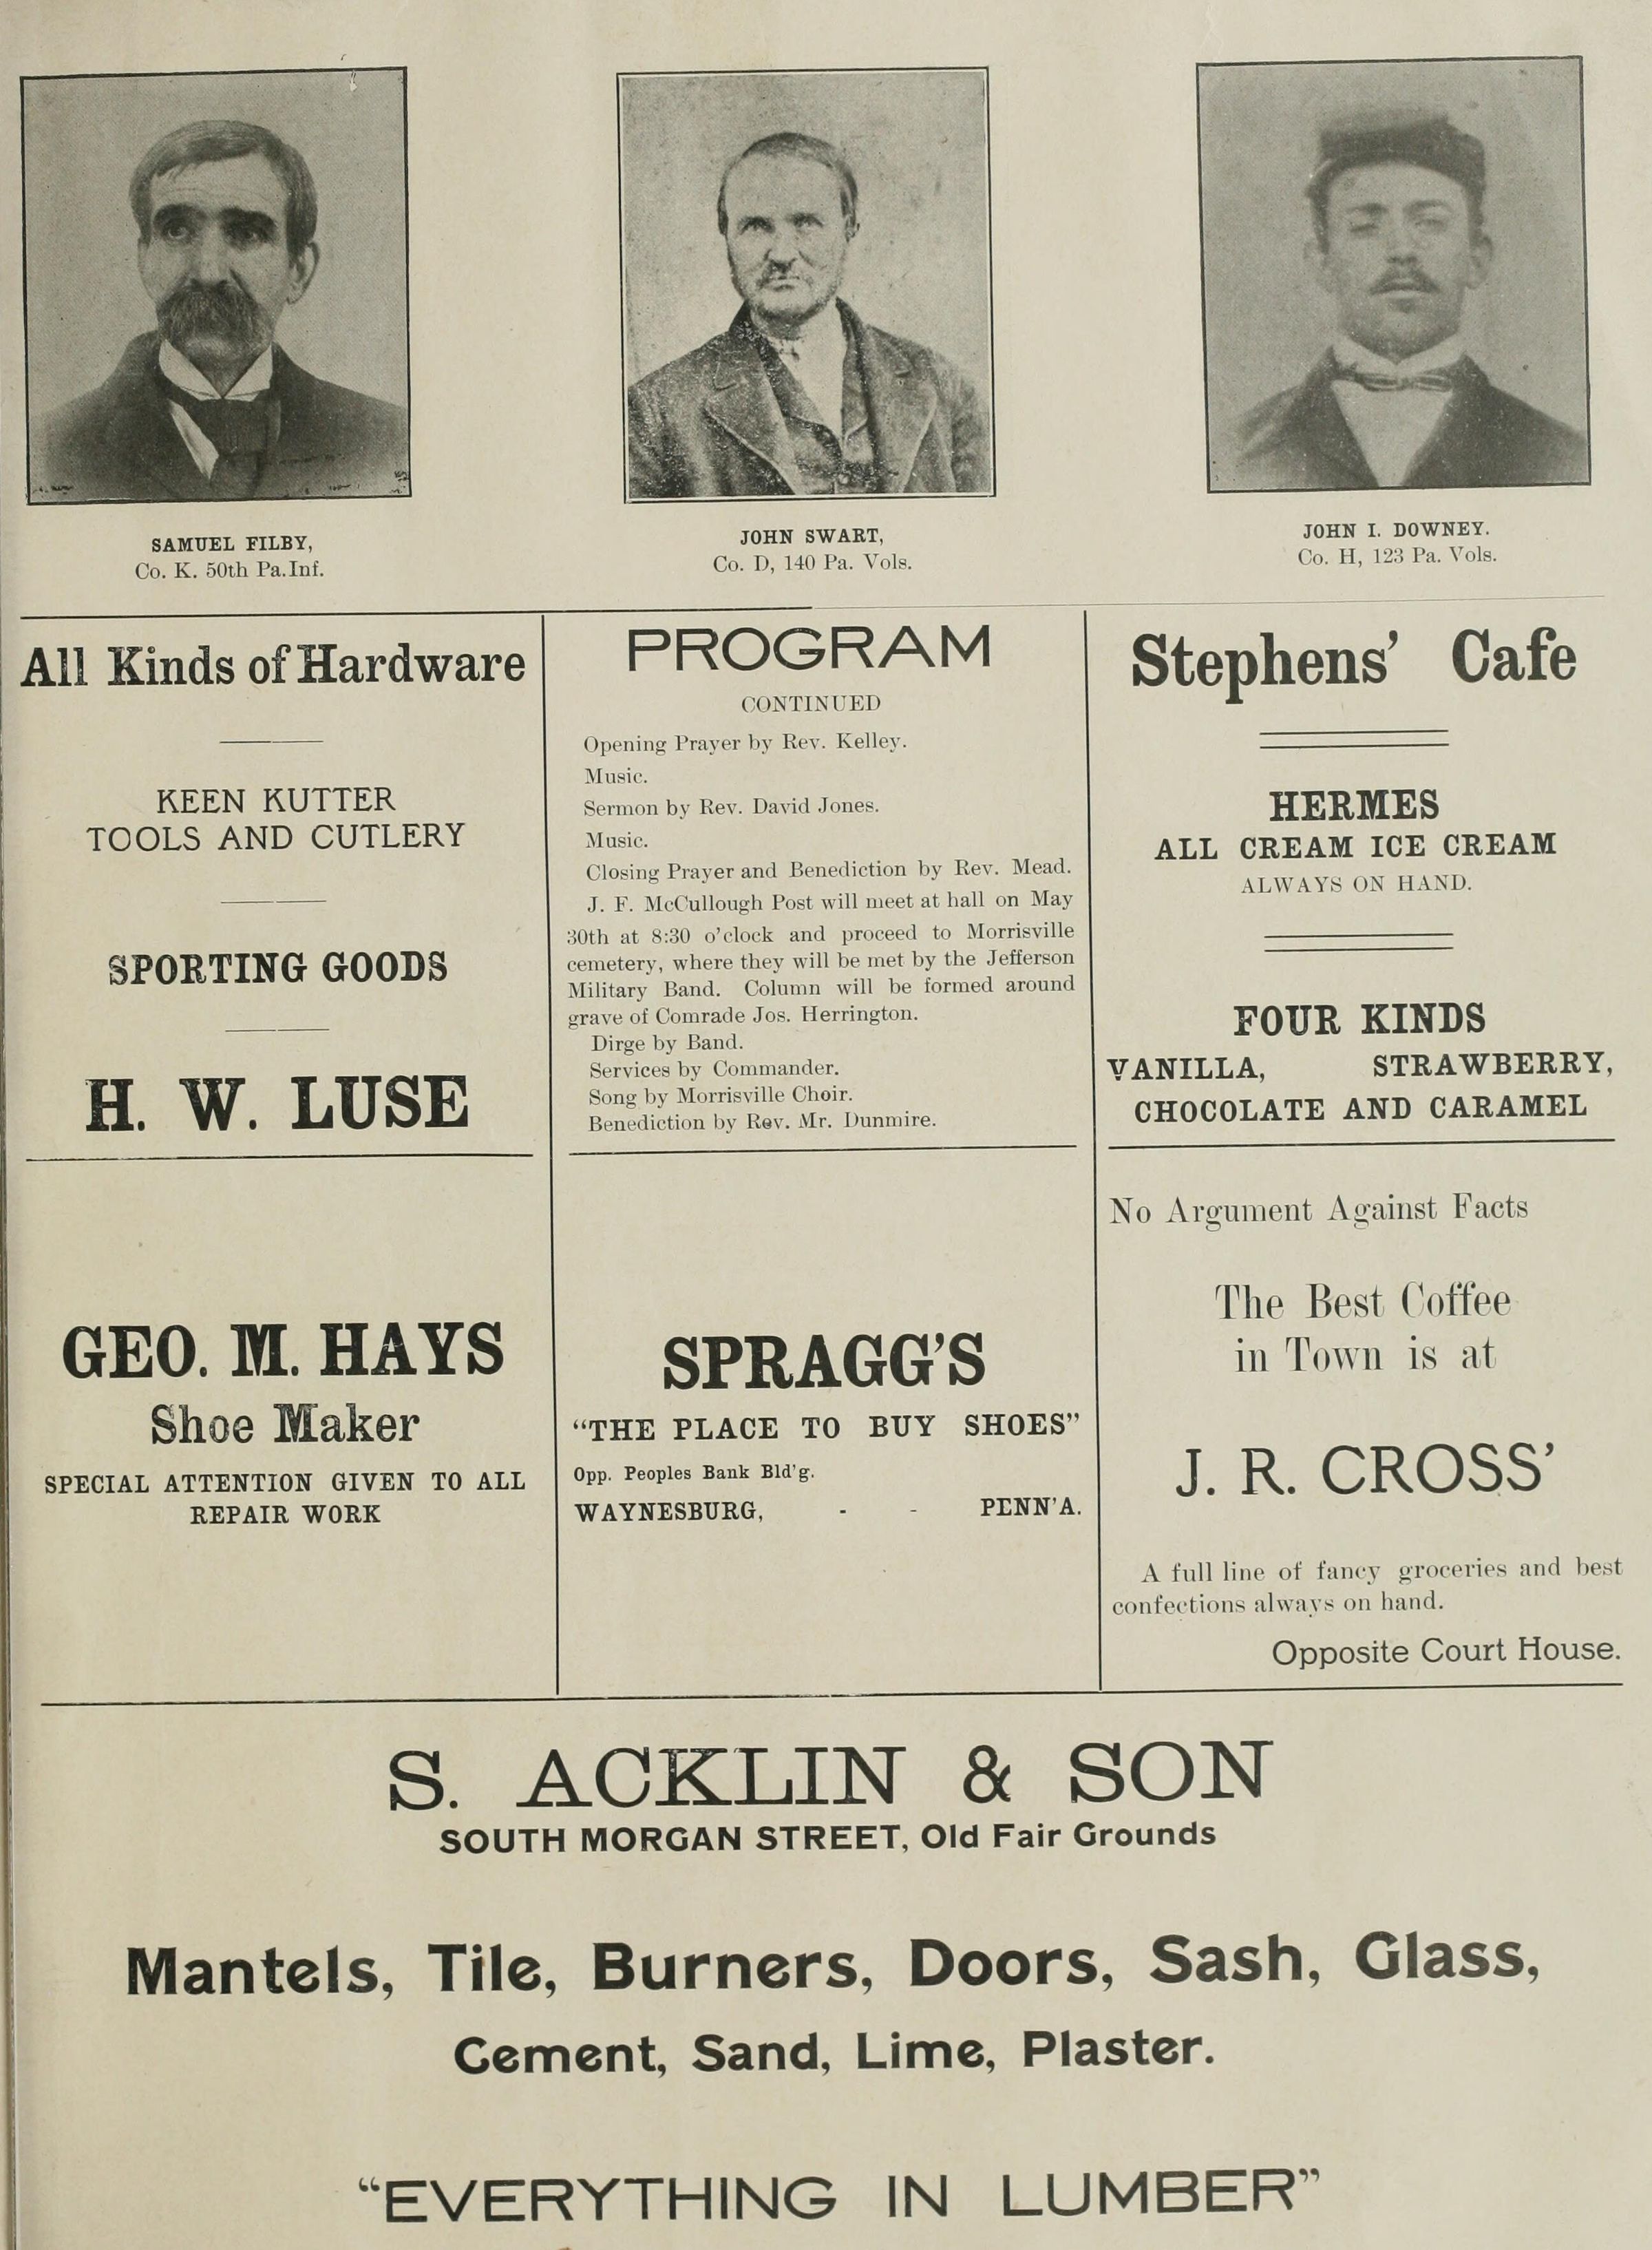 SAMUEL FILBY,
Co. K. 50th Pa.Inf.
JOHN SWART,
Co. D, 140 Pa. Vols.
JOHN I. DOWNEY.
Co. H, 123 Pa. Vols.
All Kinds of Hardware
KEEN KUTTER
TOOLS AND CUTLERY
SPORTING GOODS
H. W. LUSE
GEO. M. HAYS
Shoe Maker
SPECIAL ATTENTION GIVEN TO ALL
REPAIR WORK
PROGRAM
CONTINUED
Opening Prayer by Rev. Kelley.
Music.
Sermon by Rev. David Jones.
Music.
Closing Prayer and Benediction by Rev. Mead.
J. F. McCullough Post will meet at hall on May
30th at 8:30 o'clock and proceed to Morrisville
cemetery, where they will be met by the Jefferson
Military Band. Column will be formed around
grave of Comrade Jos. Herrington.
Dirge by Band.
Services by Commander.
Song by Morrisville Choir.
Benediction by Rev. Mr. Dunmire.
SPRAGG'S
“THE PLACE TO BUY SHOES”
Opp. Peoples Bank Bld'g.
WAYNESBURG, - - PENN'A.
Stephens' Cafe
HERMES
ALL CREAM ICE CREAM
ALWAYS ON HAND.
FOUR KINDS
VANILLA, STRAWBERRY,
CHOCOLATE AND CARAMEL
No Argument Against Facts
The Best Coffee
in Town is at
J. R. CROSS'
A full line of fancy groceries and best
confections always on hand.
Opposite Court House.
S. ACKLIN & SON
SOUTH MORGAN STREET, Old Fair Grounds
Mantels, Tile, Burners, Doors, Sash, Glass,
Cement, Sand, Lime, Plaster.
“EVERYTHING IN LUMBER”